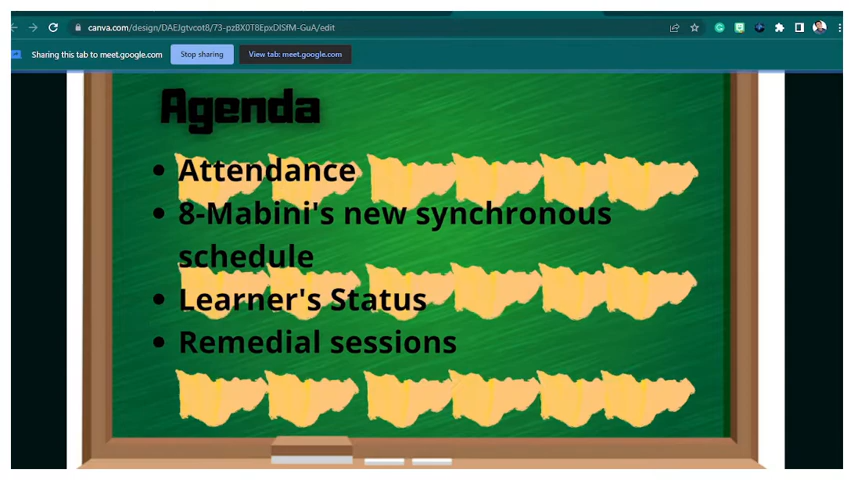 canva.com/design/DAEJgtvcot8/73-pzBX0T8EpxDlSfM-GuA/edit
Sharing this tab to meet.google.com
Stop sharing
View tab: meet.google.com
Agenda
• Attendance
• 8-Mabini's new synchronous
schedule
• Learner's Status
• Remedial sessions